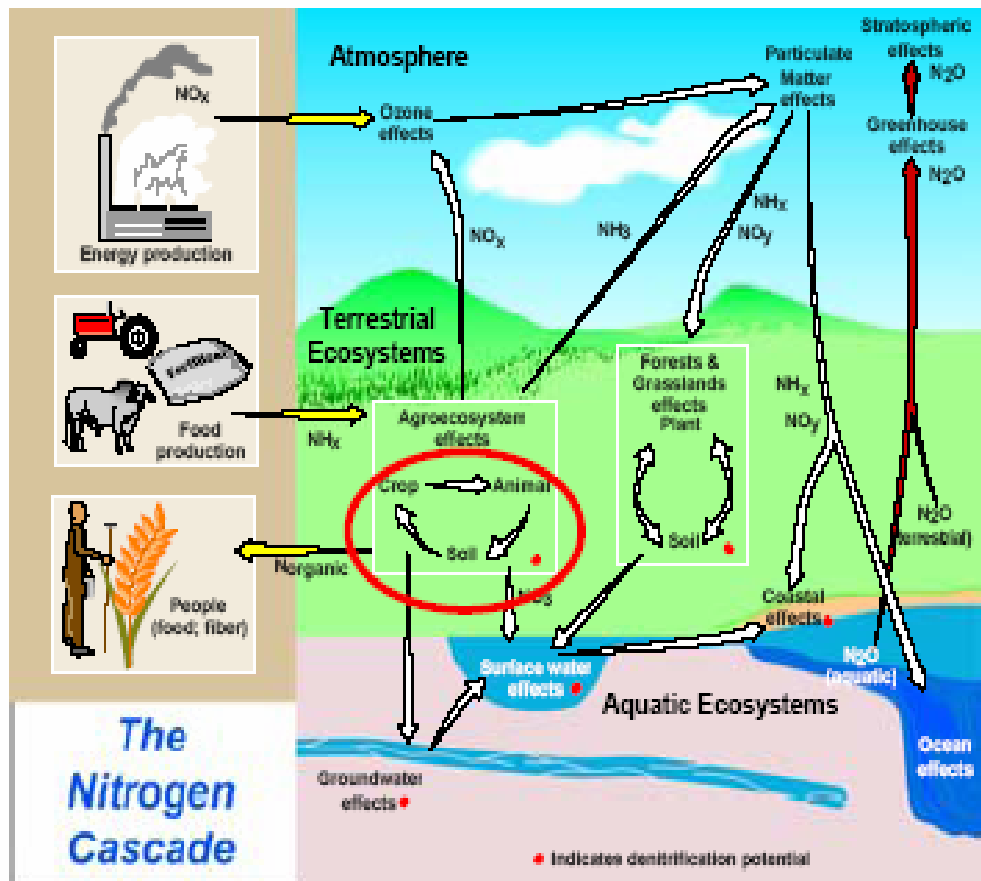 Stratospheric
effects
N2O
Atmosphere
Particulate
Matter
effects
NOx
Ozone
effects
Greenhouse
effects
N2O
NHx
NH3
NOy
NOx
Energy production
Terrestrial
Ecosystems
Fertilizer
Forests &
Grasslands
effects
Plant
NHx
NOy
Food
production
NHx
Agroecosystem
effects
Crop
Animal
N2O
(terrestrial)
Soil
Soil
Norganic
NO3
People
(food; fiber)
Coastal
effects
N2O
(aquatic)
Surface water
effects
Aquatic Ecosystems
The
Nitrogen
Cascade
Ocean
effects
Groundwater
effects
Indicates denitrification potential